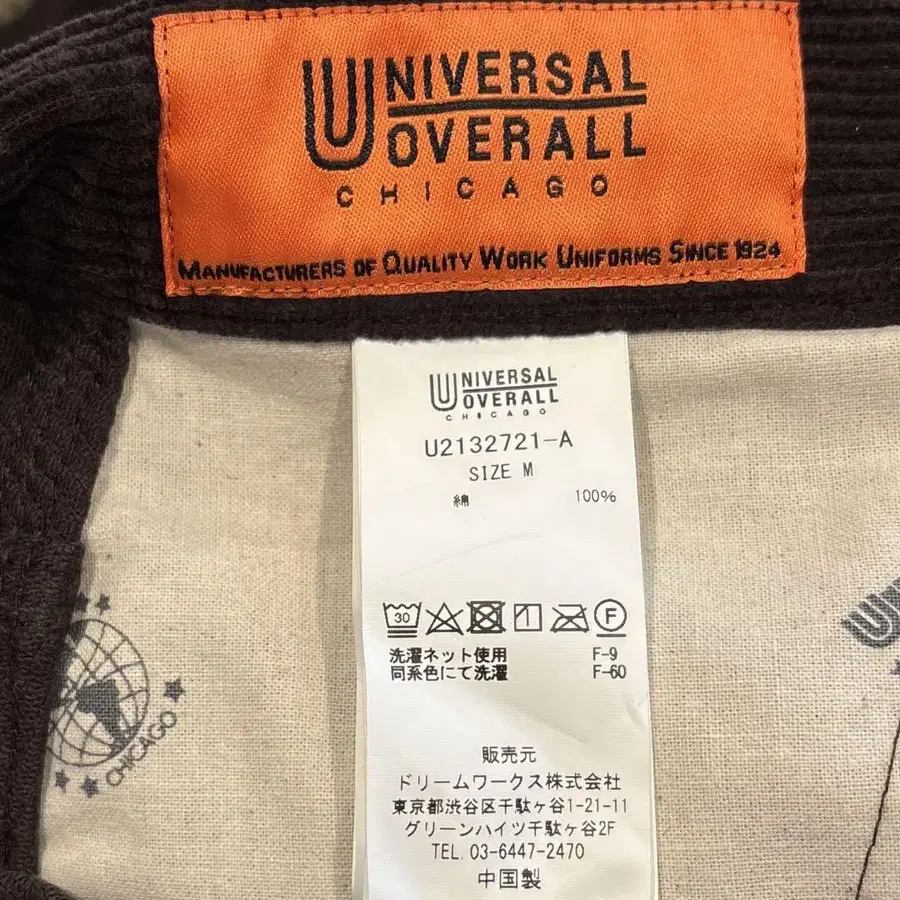 UNIVERSAL
OVERALL
CHICAGO
MANUFACTURERS OF QUALITY WORK UNIFORMS SINCE 1924
UNIVERSAL
OVERALL
CHICAGO
U2132721-A
SIZE M
綿 100%
30 F
洗濯ネット使用 F-9
同系色にて洗濯 F-60
販売元
ドリームワークス株式会社
東京都渋谷区千駄ヶ谷1-21-11
グリーンハイツ千駄ヶ谷2F
TEL. 03-6447-2470
中国製
CHICAGO